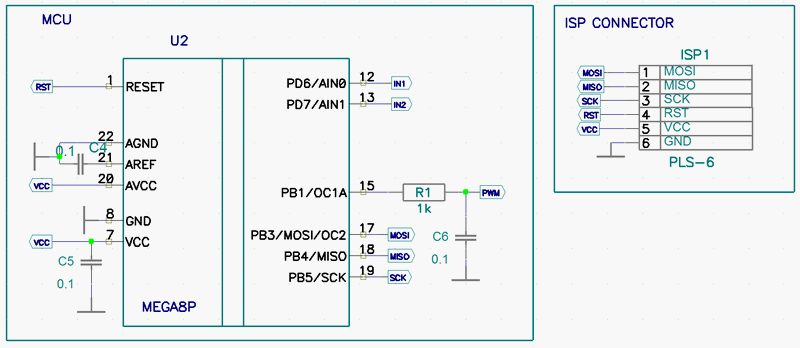 MCU
U2
RST 1 RESET
PD6/AIN0 12 IN1
PD7/AIN1 13 IN2
22 AGND
0.1 C4
21 AREF
VCC 20 AVCC
PB1/OC1A 15 R1 PWM
1k
8 GND
PB3/MOSI/OC2 17 MOSI
C6
VCC 7 VCC
PB4/MISO 18 MISO
0.1
C5
PB5/SCK 19 SCK
0.1
MEGA8P
ISP CONNECTOR
ISP1
MOSI 1 MOSI
MISO 2 MISO
SCK 3 SCK
RST 4 RST
VCC 5 VCC
6 GND
PLS-6